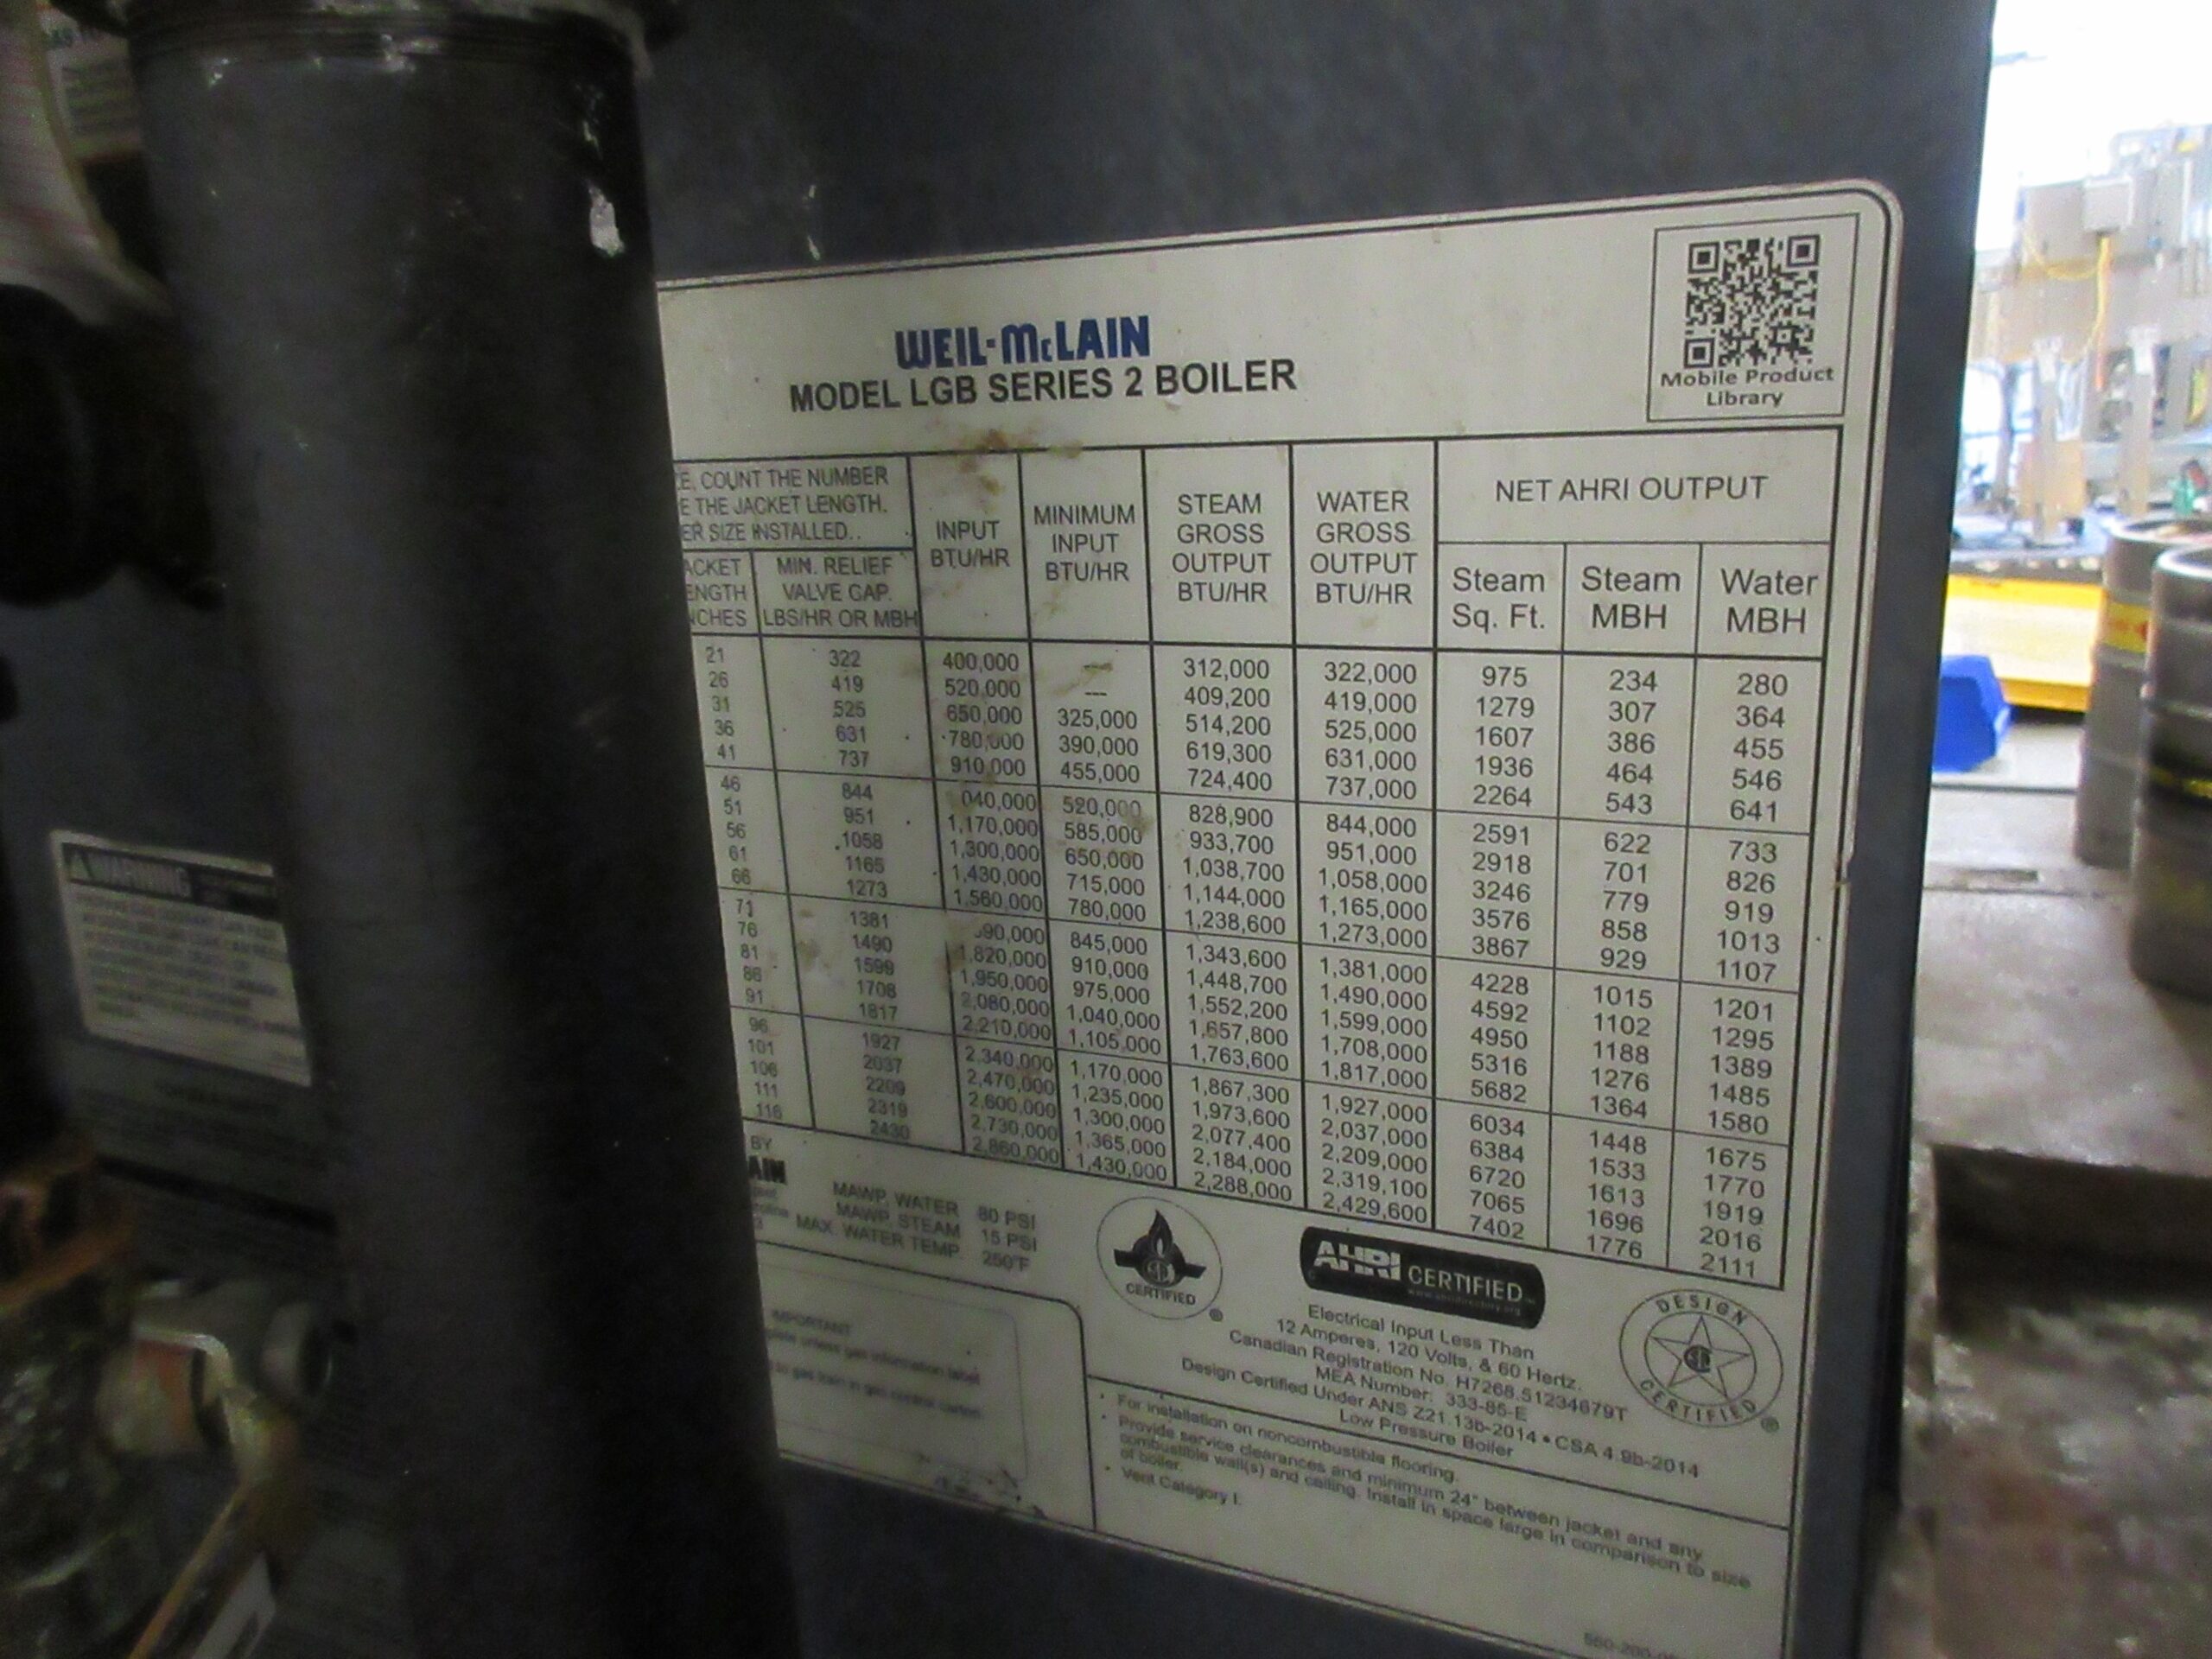 WEIL-McLAIN
MODEL LGB SERIES 2 BOILER
Mobile Product
Library
COUNT THE NUMBER
THE JACKET LENGTH.
SIZE INSTALLED..
MIN. RELIEF
VALVE CAP.
LBS/HR OR MBH
INPUT
BTU/HR
MINIMUM
INPUT
BTU/HR
STEAM
GROSS
OUTPUT
BTU/HR
WATER
GROSS
OUTPUT
BTU/HR
NET AHRI OUTPUT
Steam
Sq. Ft.
Steam
MBH
Water
MBH
21 322 400,000 312,000 322,000 975 234 280
26 419 520,000 --- 409,200 419,000 1279 307 364
31 525 650,000 325,000 514,200 525,000 1607 386 455
36 631 780,000 390,000 619,300 631,000 1936 464 546
41 737 910,000 455,000 724,400 737,000 2264 543 641
46 844 040,000 520,000 828,900 844,000 2591 622 733
51 951 1,170,000 585,000 933,700 951,000 2918 701 826
56 1058 1,300,000 650,000 1,038,700 1,058,000 3246 779 919
61 1165 1,430,000 715,000 1,144,000 1,165,000 3576 858 1013
66 1273 1,560,000 780,000 1,238,600 1,273,000 3867 929 1107
71 1381 90,000 845,000 1,343,600 1,381,000 4228 1015 1201
76 1490 1,820,000 910,000 1,448,700 1,490,000 4592 1102 1295
81 1599 1,950,000 975,000 1,552,200 1,599,000 4950 1188 1389
86 1708 2,080,000 1,040,000 1,657,800 1,708,000 5316 1276 1485
91 1817 2,210,000 1,105,000 1,763,600 1,817,000 5682 1364 1580
96 1927 2,340,000 1,170,000 1,867,300 1,927,000 6034 1448 1675
101 2037 2,470,000 1,235,000 1,973,600 2,037,000 6384 1533 1770
106 2209 2,600,000 1,300,000 2,077,400 2,209,000 6720 1613 1919
111 2319 2,730,000 1,365,000 2,184,000 2,319,100 7065 1696 2016
116 2430 2,860,000 1,430,000 2,288,000 2,429,600 7402 1776 2111
BY
MAWP, WATER 80 PSI
MAWP, STEAM 15 PSI
MAX. WATER TEMP. 250°F
IMPORTANT
unless gas information label
to gas train in gas control carton
CERTIFIED
®
AHRI CERTIFIED
Electrical Input Less Than
12 Amperes, 120 Volts, & 60 Hertz.
Canadian Registration No. H7268.51234679T
MEA Number: 333-85-E
Design Certified Under ANS Z21.13b-2014 • CSA 4.9b-2014
Low Pressure Boiler
DESIGN
CERTIFIED
®
• For installation on noncombustible flooring.
• Provide service clearances and minimum 24" between jacket and any
combustible wall(s) and ceiling. Install in space large in comparison to size
of boiler.
• Vent Category I.
WARNING